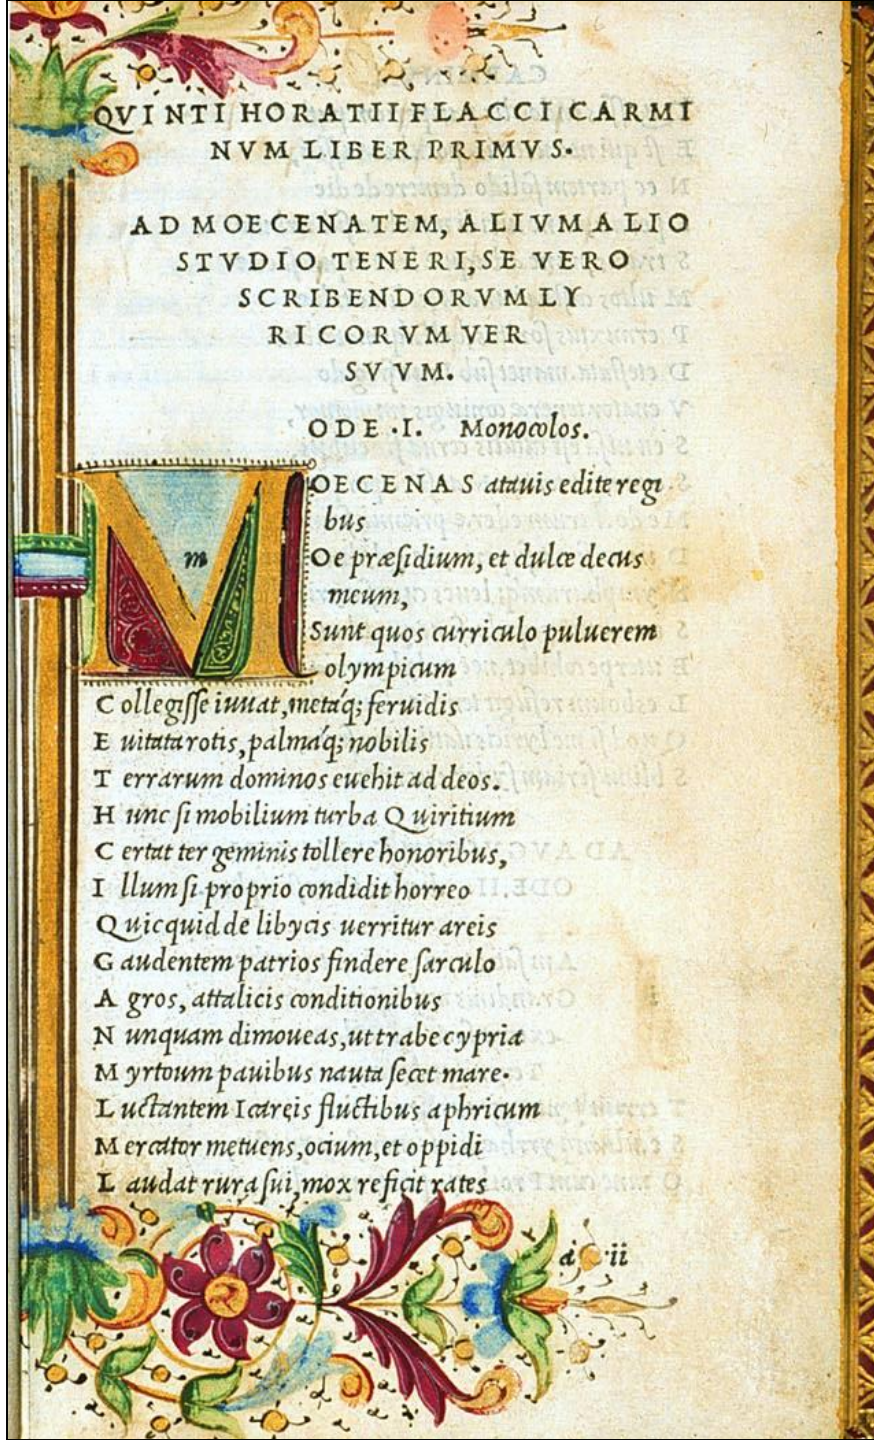 QVINTI HORATII FLACCI CARMI
NVM LIBER PRIMVS.
AD MOECENATEM, ALIVM ALIO
STVDIO TENERI, SE VERO
SCRIBENDORVM LY
RICORVM VER
SVVM.
ODE .I. Monocolos.
MOECENAS atauis edite regi
bus
Oe præsidium, et dulce decus
meum,
Sunt quos curriculo puluerem
olympicum
Collegisse iuuat, metaq; feruidis
Euitata rotis, palmaq; nobilis
Terrarum dominos euehit ad deos.
Hunc si mobilium turba Quiritium
Certat ter geminis tollere honoribus,
Illum si proprio condidit horreo
Quicquid de libycis uerritur areis
Gaudentem patrios findere sarculo
Agros, attalicis conditionibus
Nunquam dimoueas, ut trabe cypria
Myrtoum pauibus nauta secet mare.
Luctantem Icareis fluctibus aphricum
Mercator metuens, ocium, et oppidi
Laudat rura sui, mox reficit rates
a ii